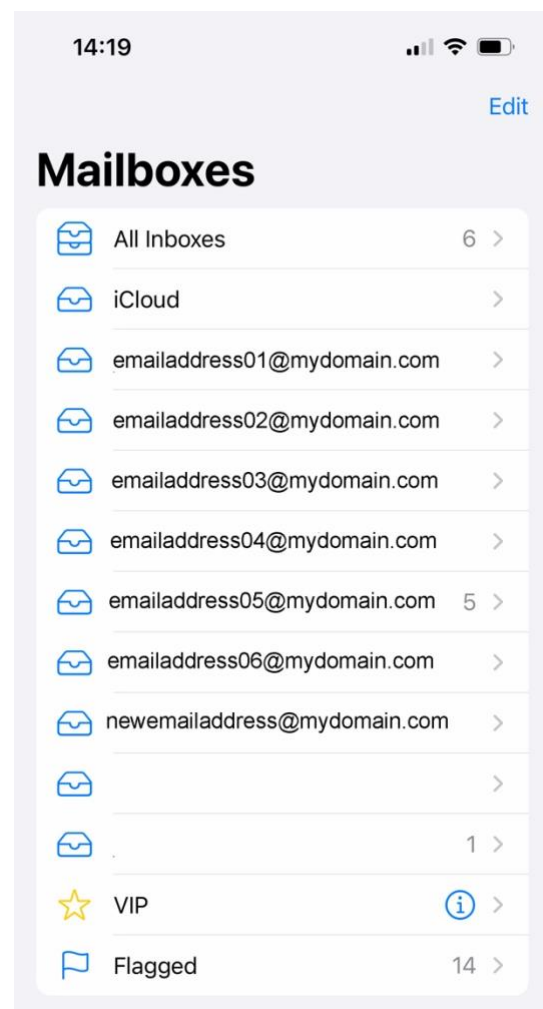 14:19
Edit
Mailboxes
All Inboxes 6
iCloud
emailaddress01@mydomain.com
emailaddress02@mydomain.com
emailaddress03@mydomain.com
emailaddress04@mydomain.com
emailaddress05@mydomain.com 5
emailaddress06@mydomain.com
newemailaddress@mydomain.com
1
VIP
Flagged 14